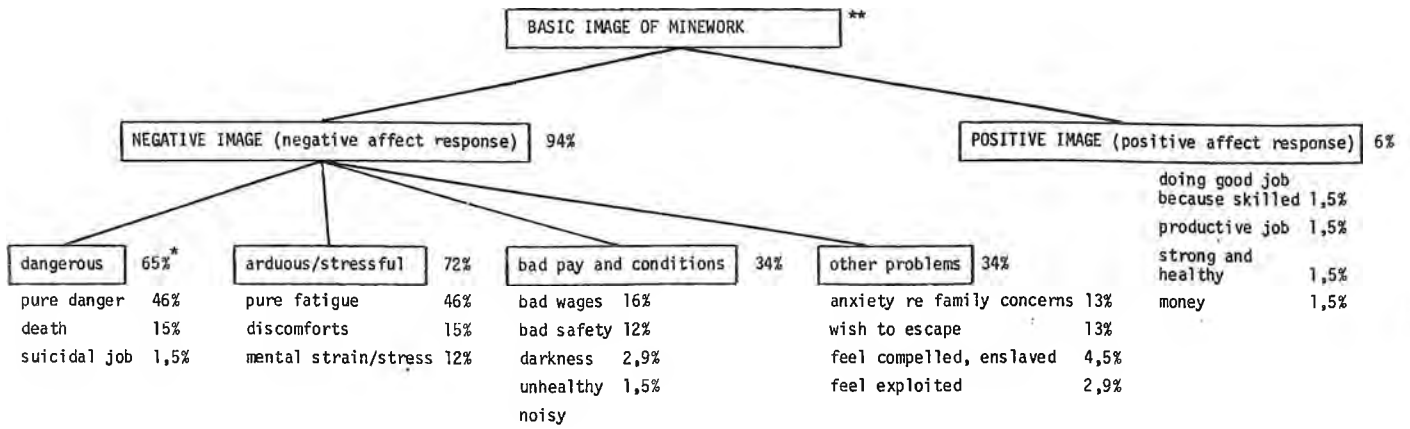 BASIC IMAGE OF MINEWORK **
NEGATIVE IMAGE (negative affect response) 94%
POSITIVE IMAGE (positive affect response) 6%
doing good job
because skilled 1,5%
productive job 1,5%
strong and
healthy 1,5%
money 1,5%
dangerous 65%*
pure danger 46%
death 15%
suicidal job 1,5%
arduous/stressful 72%
pure fatigue 46%
discomforts 15%
mental strain/stress 12%
bad pay and conditions 34%
bad wages 16%
bad safety 12%
darkness 2,9%
unhealthy 1,5%
noisy
other problems 34%
anxiety re family concerns 13%
wish to escape 13%
feel compelled, enslaved 4,5%
feel exploited 2,9%